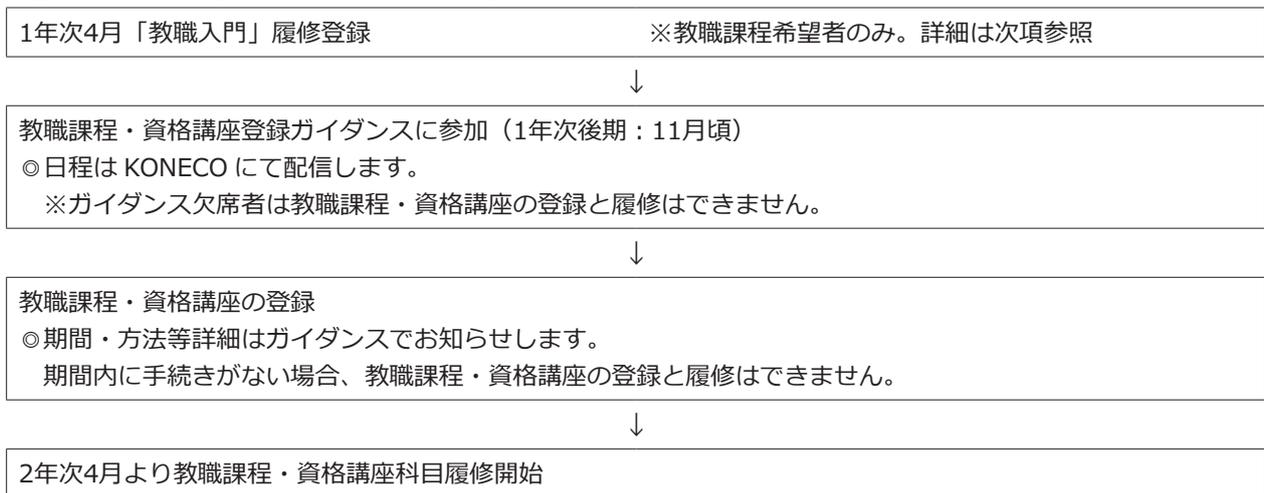 1年次4月「教職入門」履修登録　※教職課程希望者のみ。詳細は次項参照
↓
教職課程・資格講座登録ガイダンスに参加（1年次後期：11月頃）
◎日程は KONECO にて配信します。
※ガイダンス欠席者は教職課程・資格講座の登録と履修はできません。
↓
教職課程・資格講座の登録
◎期間・方法等詳細はガイダンスでお知らせします。
期間内に手続きがない場合、教職課程・資格講座の登録と履修はできません。
↓
2年次4月より教職課程・資格講座科目履修開始